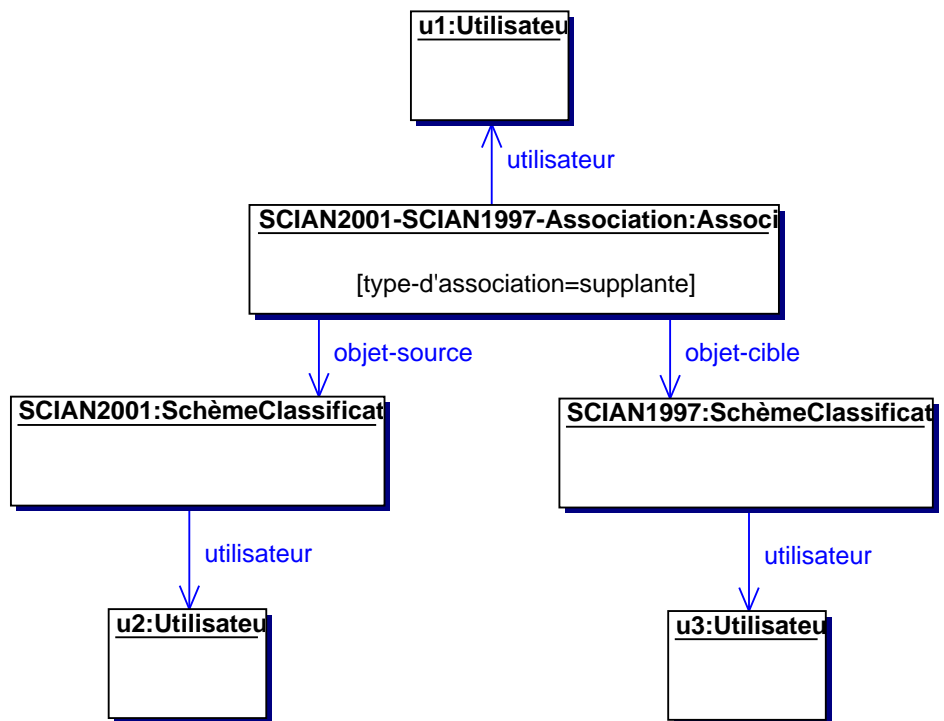 u1:Utilisateu
utilisateur
SCIAN2001-SCIAN1997-Association:Associ
[type-d'association=supplante]
objet-source
objet-cible
SCIAN2001:SchèmeClassificat
SCIAN1997:SchèmeClassificat
utilisateur
utilisateur
u2:Utilisateu
u3:Utilisateu